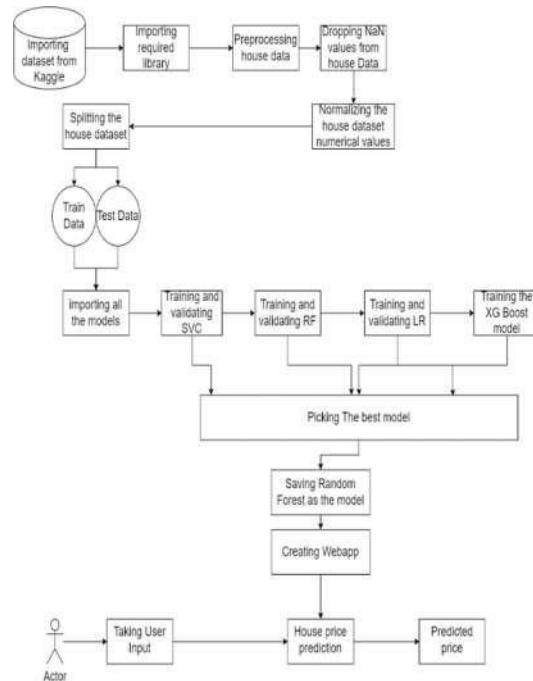 Importing
dataset from
Kaggle
Importing
required
library
Preprocessing
house data
Dropping NaN
values from
house Data
Normalizing the
house dataset
numerical values
Splitting the
house dataset
Train
Data
Test Data
importing all
the models
Training and
validating
SVC
Training and
validating RF
Training and
validating LR
Training the
XG Boost
model
Picking The best model
Saving Random
Forest as the model
Creating Webapp
Actor
Taking User
Input
House price
prediction
Predicted
price